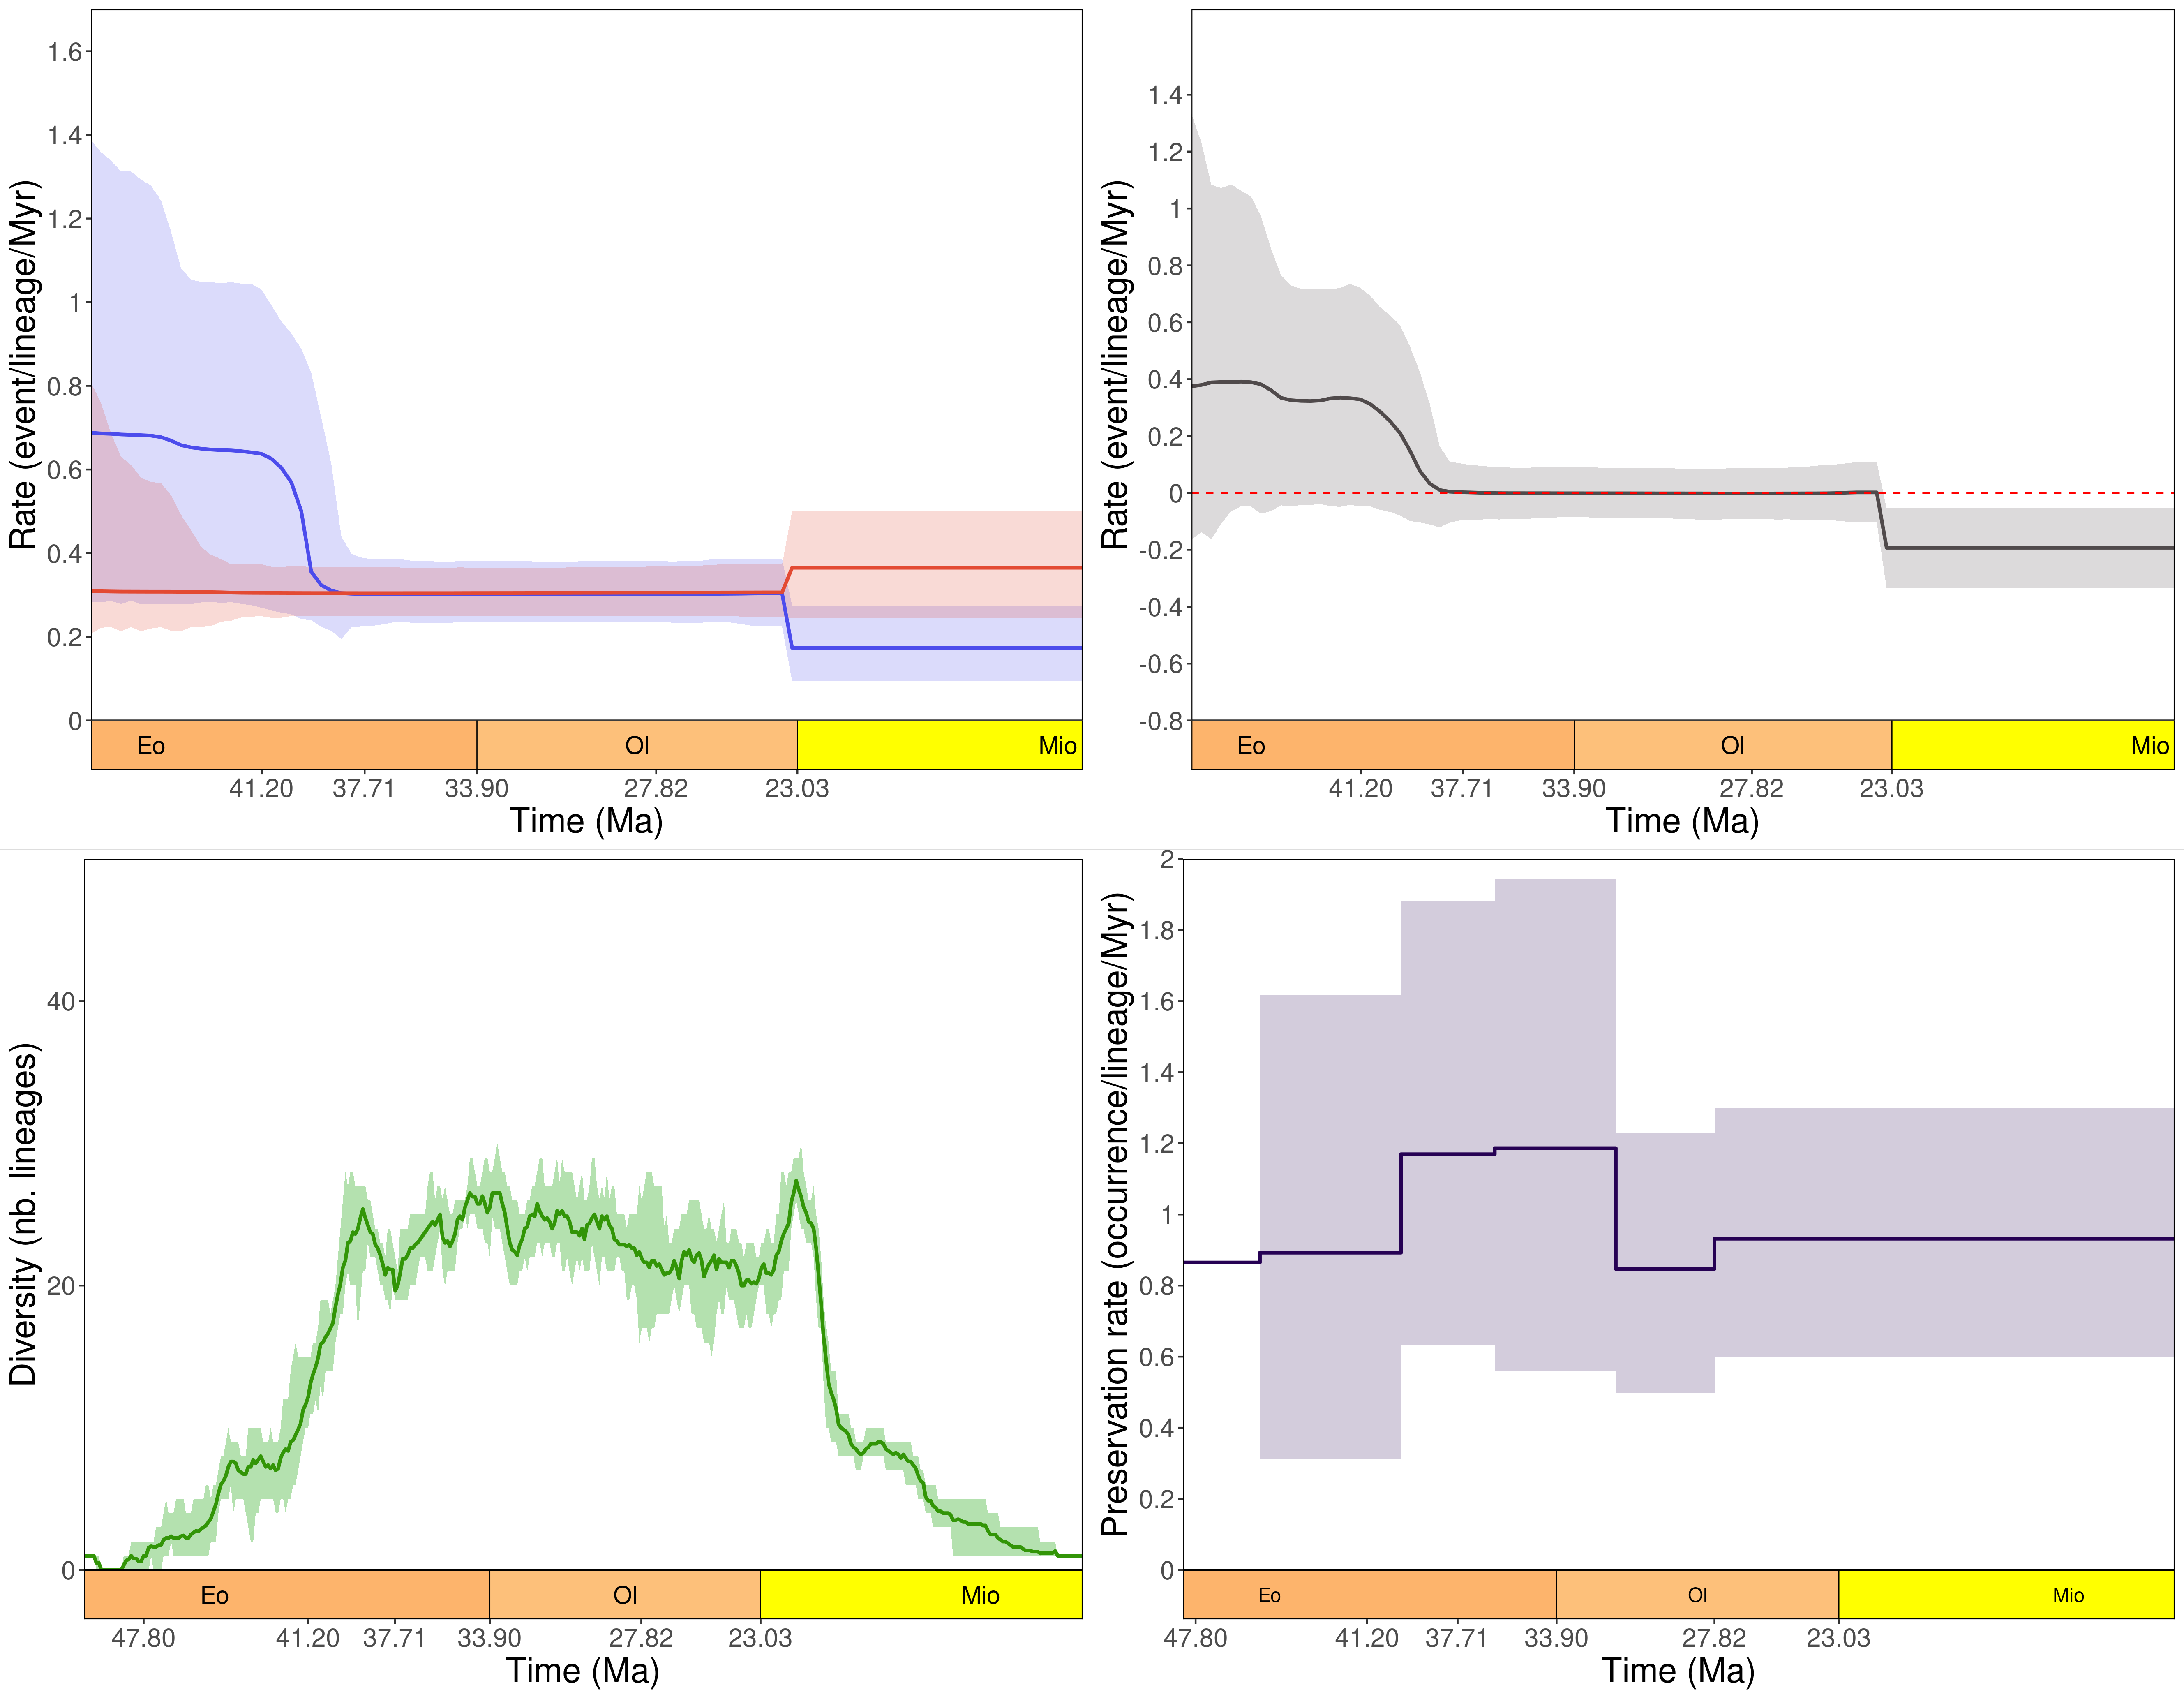 Rate (event/lineage/Myr)
1.6
1.4
1.2
1
0.8
0.6
0.4
0.2
0
Eo Ol Mio
41.20 37.71 33.90 27.82 23.03
Time (Ma)
Rate (event/lineage/Myr)
1.4
1.2
1
0.8
0.6
0.4
0.2
0
-0.2
-0.4
-0.6
-0.8
Eo Ol Mio
41.20 37.71 33.90 27.82 23.03
Time (Ma)
Diversity (nb. lineages)
40
20
0
Eo Ol Mio
47.80 41.20 37.71 33.90 27.82 23.03
Time (Ma)
Preservation rate (occurrence/lineage/Myr)
2
1.8
1.6
1.4
1.2
1
0.8
0.6
0.4
0.2
0
Eo Ol Mio
47.80 41.20 37.71 33.90 27.82 23.03
Time (Ma)